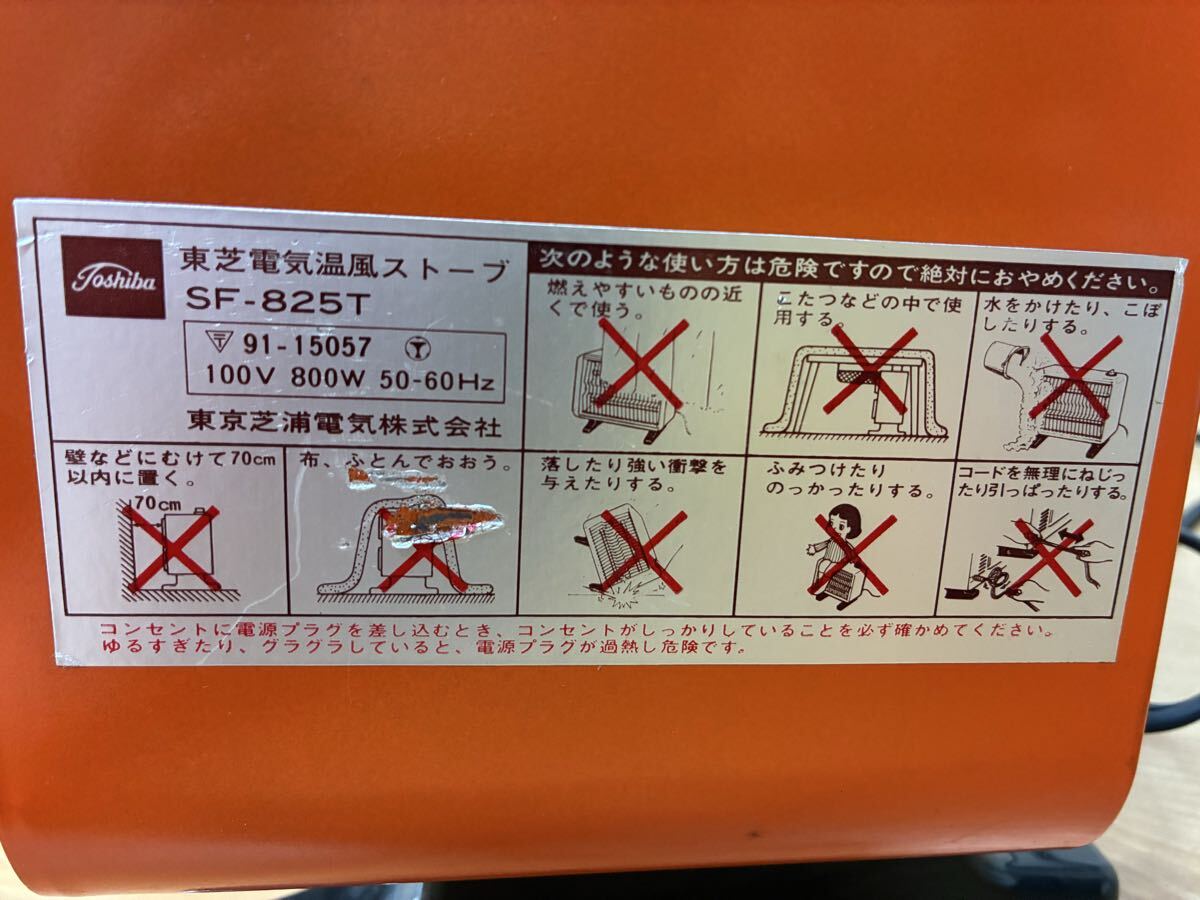 Toshiba
東芝電気温風ストーブ
SF-825T
〒 91-15057
100V 800W 50-60Hz
東京芝浦電気株式会社
次のような使い方は危険ですので絶対におやめください。
燃えやすいものの近
くで使う。
こたつなどの中で使
用する。
水をかけたり、こぼ
したりする。
壁などにむけて70cm
以内に置く。
70cm
布、ふとんでおおう。
落したり強い衝撃を
与えたりする。
ふみつけたり
のっかったりする。
コードを無理にねじっ
たり引っぱったりする。
コンセントに電源プラグを差し込むとき、コンセントがしっかりしていることを必ず確かめてください。
ゆるすぎたり、グラグラしていると、電源プラグが過熱し危険です。